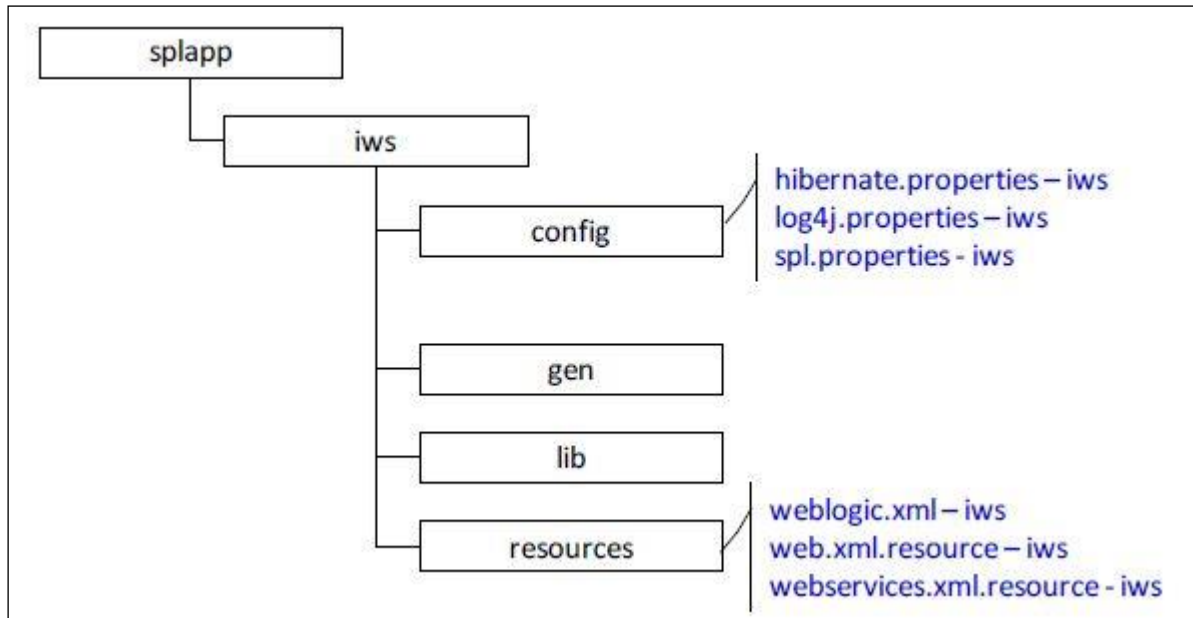 splapp
iws
config
hibernate.properties – iws
log4j.properties – iws
spl.properties - iws
gen
lib
resources
weblogic.xml – iws
web.xml.resource – iws
webservices.xml.resource - iws